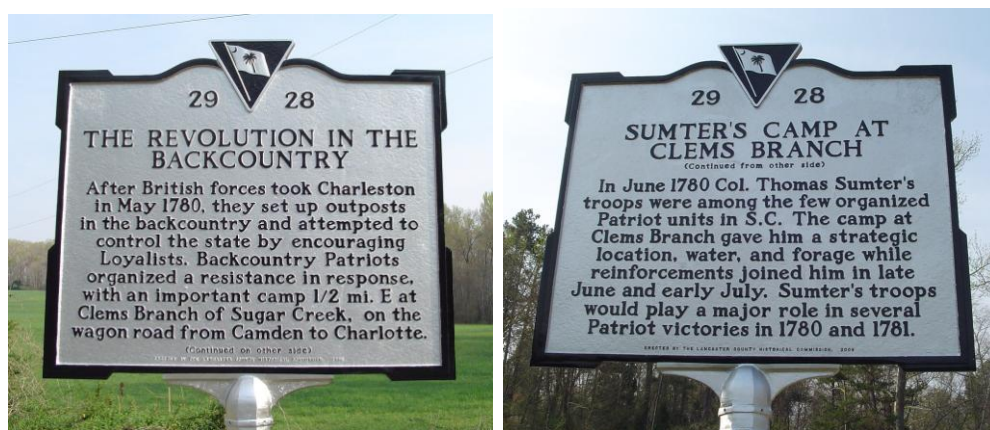 29 28
THE REVOLUTION IN THE
BACKCOUNTRY
After British forces took Charleston
in May 1780, they set up outposts
in the backcountry and attempted to
control the state by encouraging
Loyalists. Backcountry Patriots
organized a resistance in response,
with an important camp 1/2 mi. E at
Clems Branch of Sugar Creek, on the
wagon road from Camden to Charlotte.
(Continued on other side)
29 28
SUMTER'S CAMP AT
CLEMS BRANCH
(Continued from other side)
In June 1780 Col. Thomas Sumter's
troops were among the few organized
Patriot units in S.C. The camp at
Clems Branch gave him a strategic
location, water, and forage while
reinforcements joined him in late
June and early July. Sumter's troops
would play a major role in several
Patriot victories in 1780 and 1781.
ERECTED BY THE LANCASTER COUNTY HISTORICAL COMMISSION,